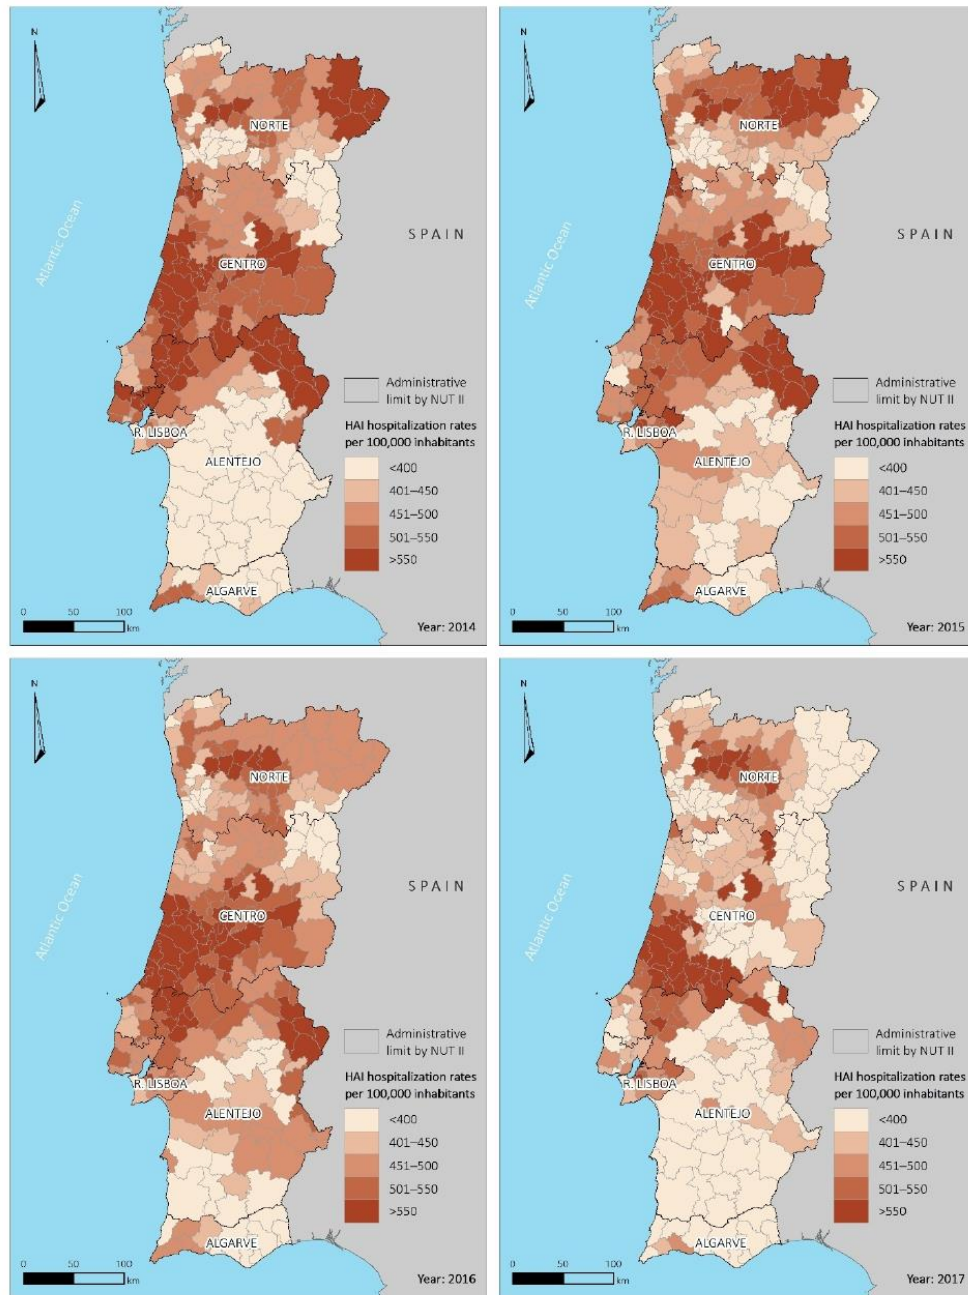 N
NORTE
Atlantic Ocean
SPAIN
CENTRO
Administrative
limit by NUT II
HAI hospitalization rates
per 100,000 inhabitants
R. LISBOA
ALENTEJO
<400
401–450
451–500
501–550
>550
ALGARVE
0 50 100
km
Year: 2014
N
NORTE
Atlantic Ocean
SPAIN
CENTRO
Administrative
limit by NUT II
HAI hospitalization rates
per 100,000 inhabitants
R. LISBOA
ALENTEJO
<400
401–450
451–500
501–550
>550
ALGARVE
0 50 100
km
Year: 2015
N
NORTE
Atlantic Ocean
SPAIN
CENTRO
Administrative
limit by NUT II
HAI hospitalization rates
per 100,000 inhabitants
R. LISBOA
ALENTEJO
<400
401–450
451–500
501–550
>550
ALGARVE
0 50 100
km
Year: 2016
N
NORTE
Atlantic Ocean
SPAIN
CENTRO
Administrative
limit by NUT II
HAI hospitalization rates
per 100,000 inhabitants
R. LISBOA
ALENTEJO
<400
401–450
451–500
501–550
>550
ALGARVE
0 50 100
km
Year: 2017